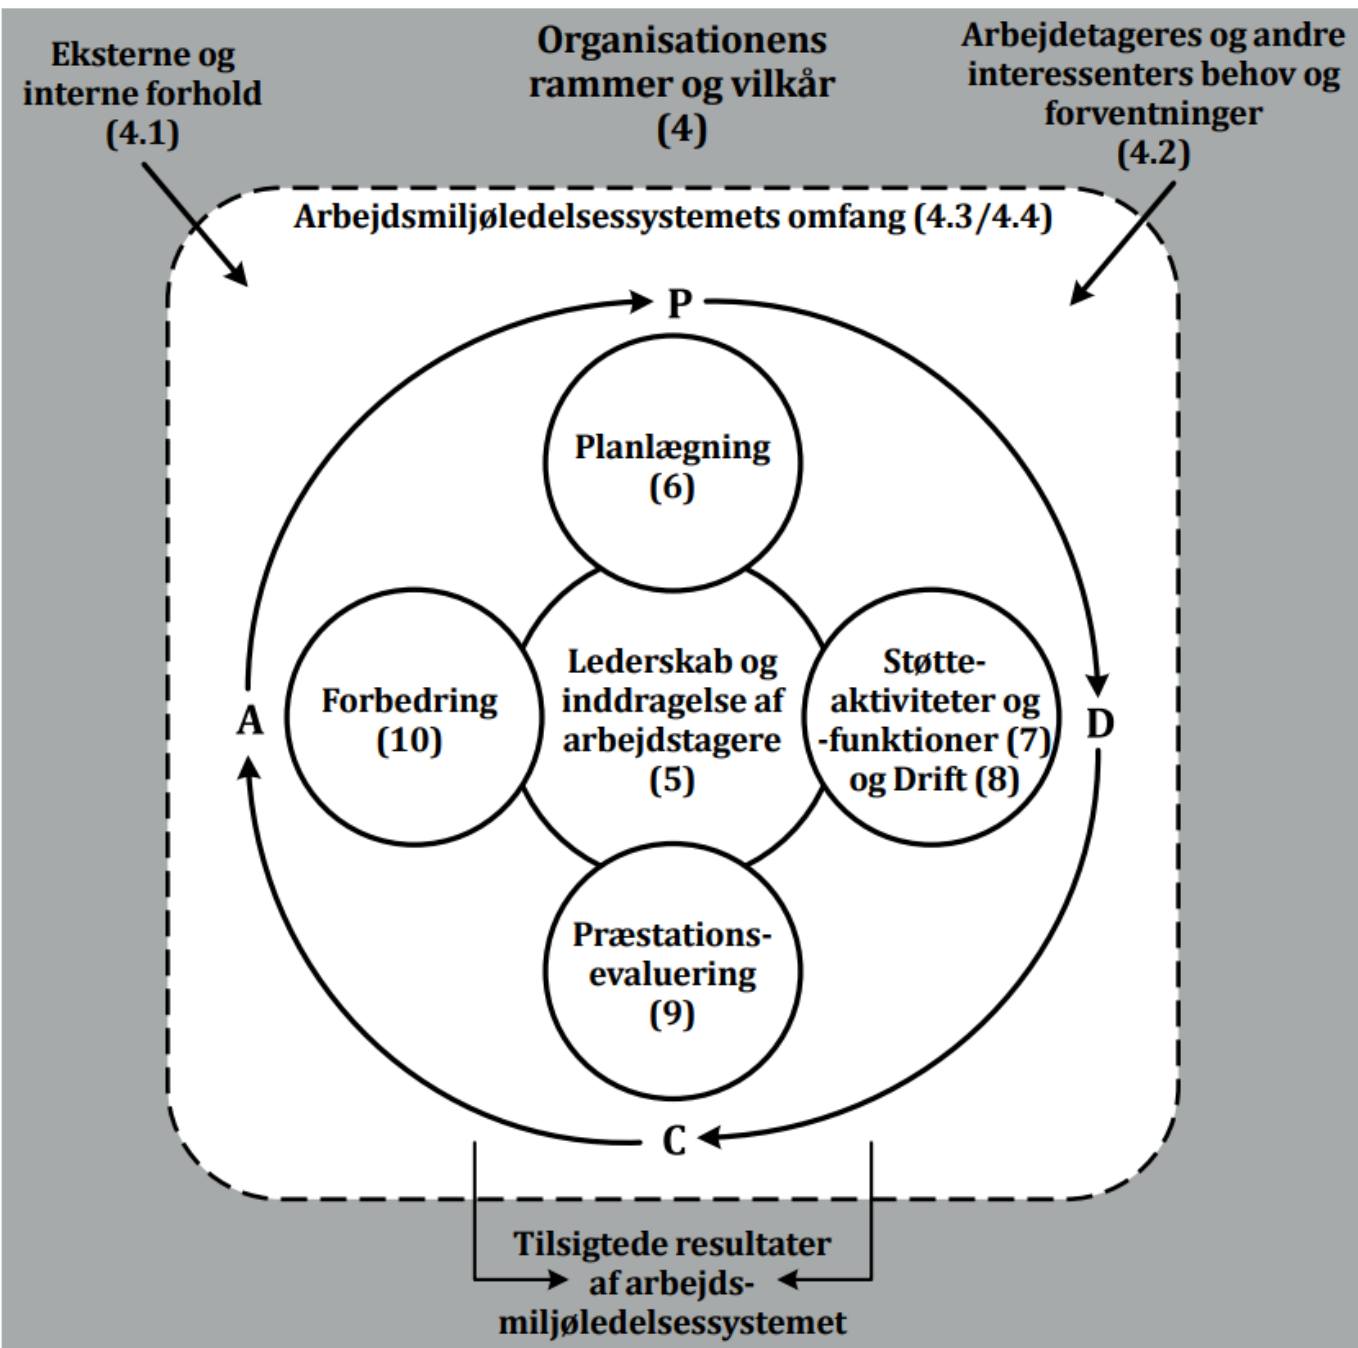 Eksterne og
interne forhold
(4.1)
Organisationens
rammer og vilkår
(4)
Arbejdetageres og andre
interessenters behov og
forventninger
(4.2)
Arbejdsmiljøledelsessystemets omfang (4.3/4.4)
P
Planlægning
(6)
A
Forbedring
(10)
Lederskab og
inddragelse af
arbejdstagere
(5)
Støtte-
aktiviteter og
-funktioner (7)
og Drift (8)
D
Præstations-
evaluering
(9)
C
Tilsigtede resultater
af arbejds-
miljøledelsessystemet